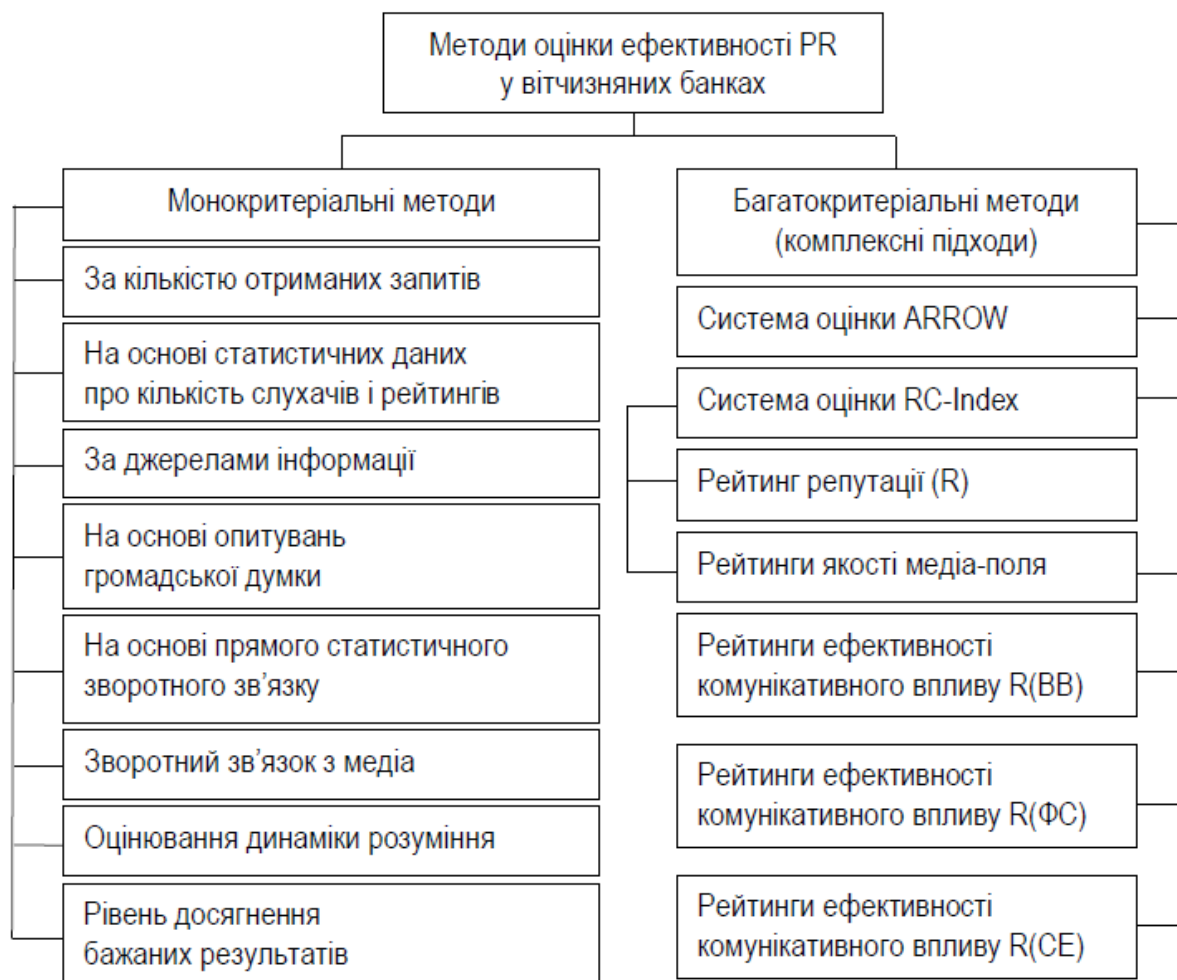 Методи оцінки ефективності PR
у вітчизняних банках
Монокритеріальні методи
За кількістю отриманих запитів
На основі статистичних даних
про кількість слухачів і рейтингів
За джерелами інформації
На основі опитувань
громадської думки
На основі прямого статистичного
зворотного зв’язку
Зворотний зв’язок з медіа
Оцінювання динаміки розуміння
Рівень досягнення
бажаних результатів
Багатокритеріальні методи
(комплексні підходи)
Система оцінки ARROW
Система оцінки RC-Index
Рейтинг репутації (R)
Рейтинги якості медіа-поля
Рейтинги ефективності
комунікативного впливу R(ВВ)
Рейтинги ефективності
комунікативного впливу R(ФС)
Рейтинги ефективності
комунікативного впливу R(СЕ)